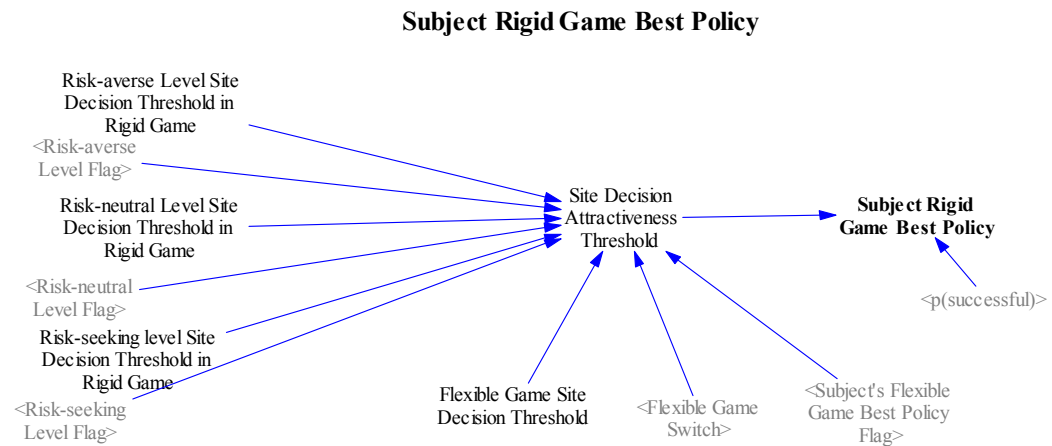 Subject Rigid Game Best Policy
Risk-averse Level Site
Decision Threshold in
Rigid Game
<Risk-averse
Level Flag>
Risk-neutral Level Site
Decision Threshold in
Rigid Game
<Risk-neutral
Level Flag>
Risk-seeking level Site
Decision Threshold in
Rigid Game
<Risk-seeking
Level Flag>
Site Decision
Attractiveness
Threshold
Flexible Game Site
Decision Threshold
<Flexible Game
Switch>
<Subject's Flexible
Game Best Policy
Flag>
Subject Rigid
Game Best Policy
<p(successful)>